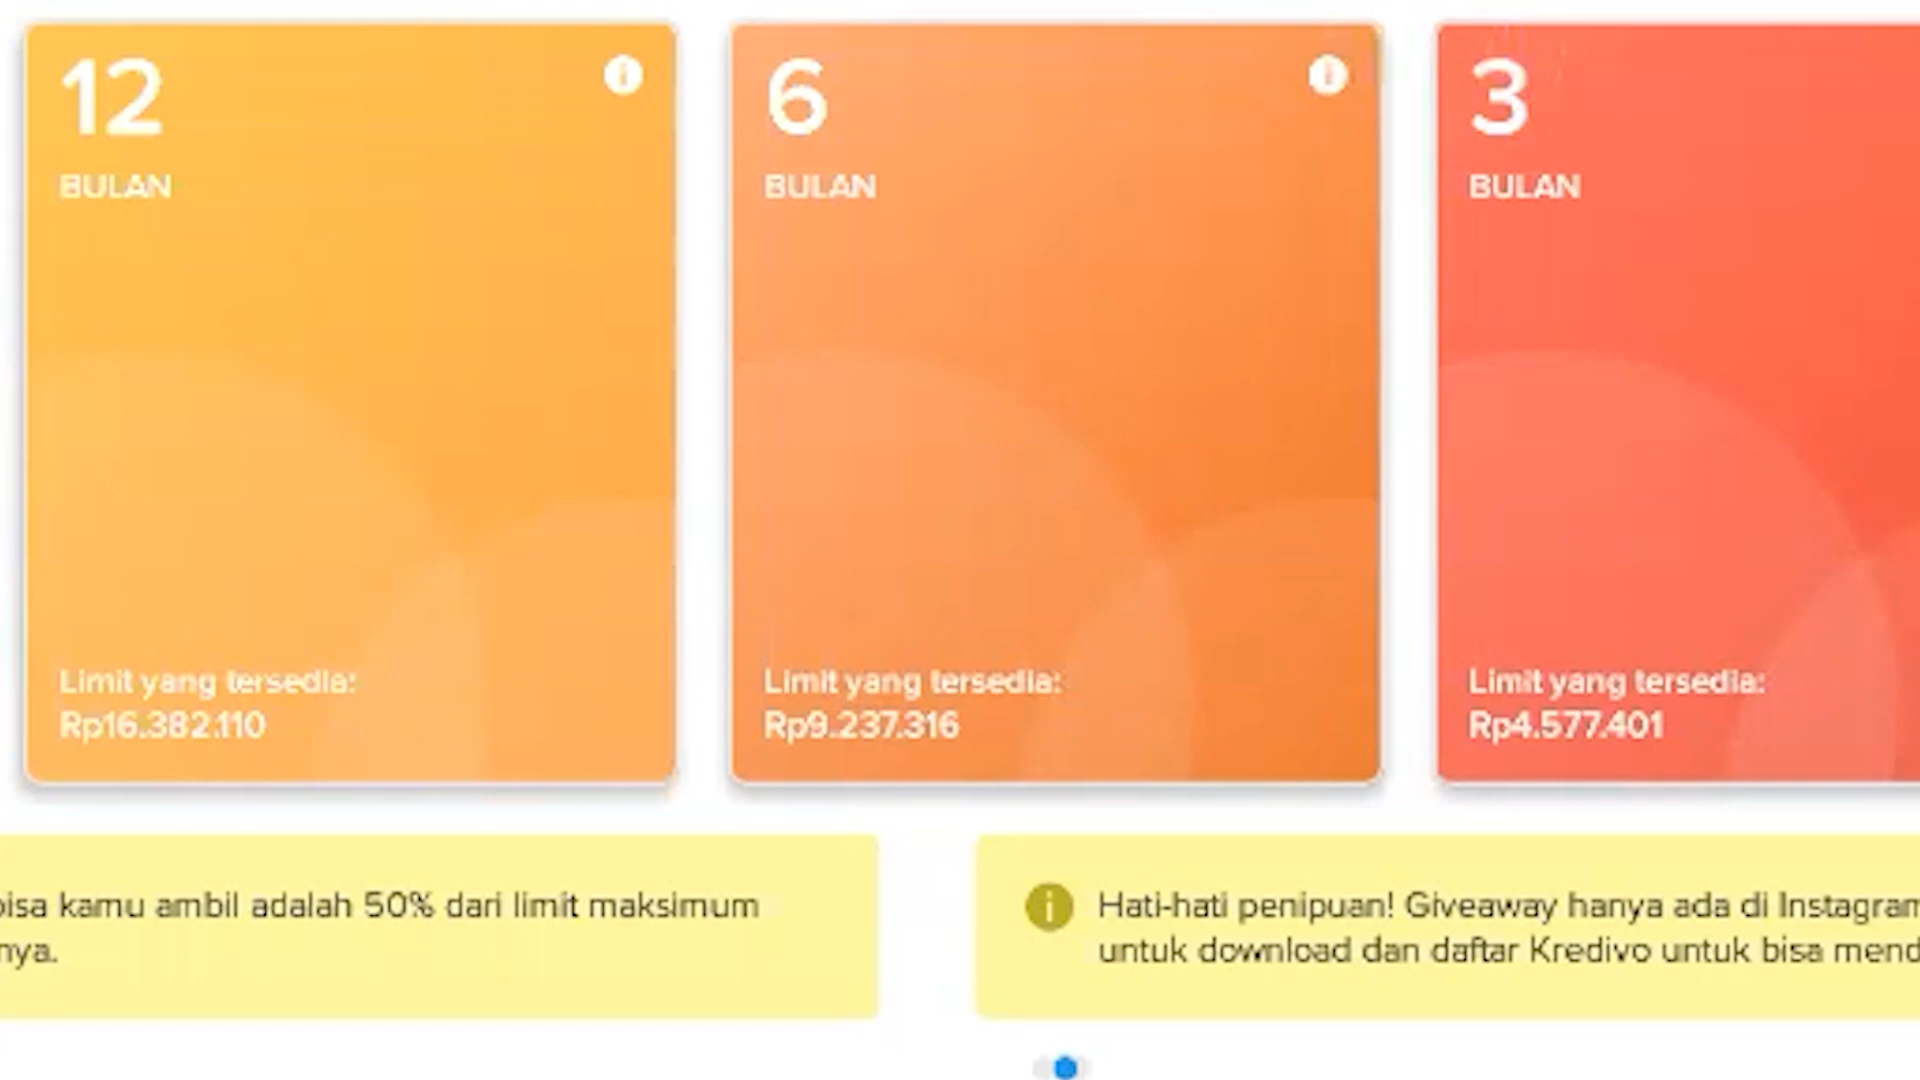 12
BULAN
Limit yang tersedia:
Rp16.382.110
6
BULAN
Limit yang tersedia:
Rp9.237.316
3
BULAN
Limit yang tersedia:
Rp4.577.401
bisa kamu ambil adalah 50% dari limit maksimum
nya.
Hati-hati penipuan! Giveaway hanya ada di Instagram
untuk download dan daftar Kredivo untuk bisa mend